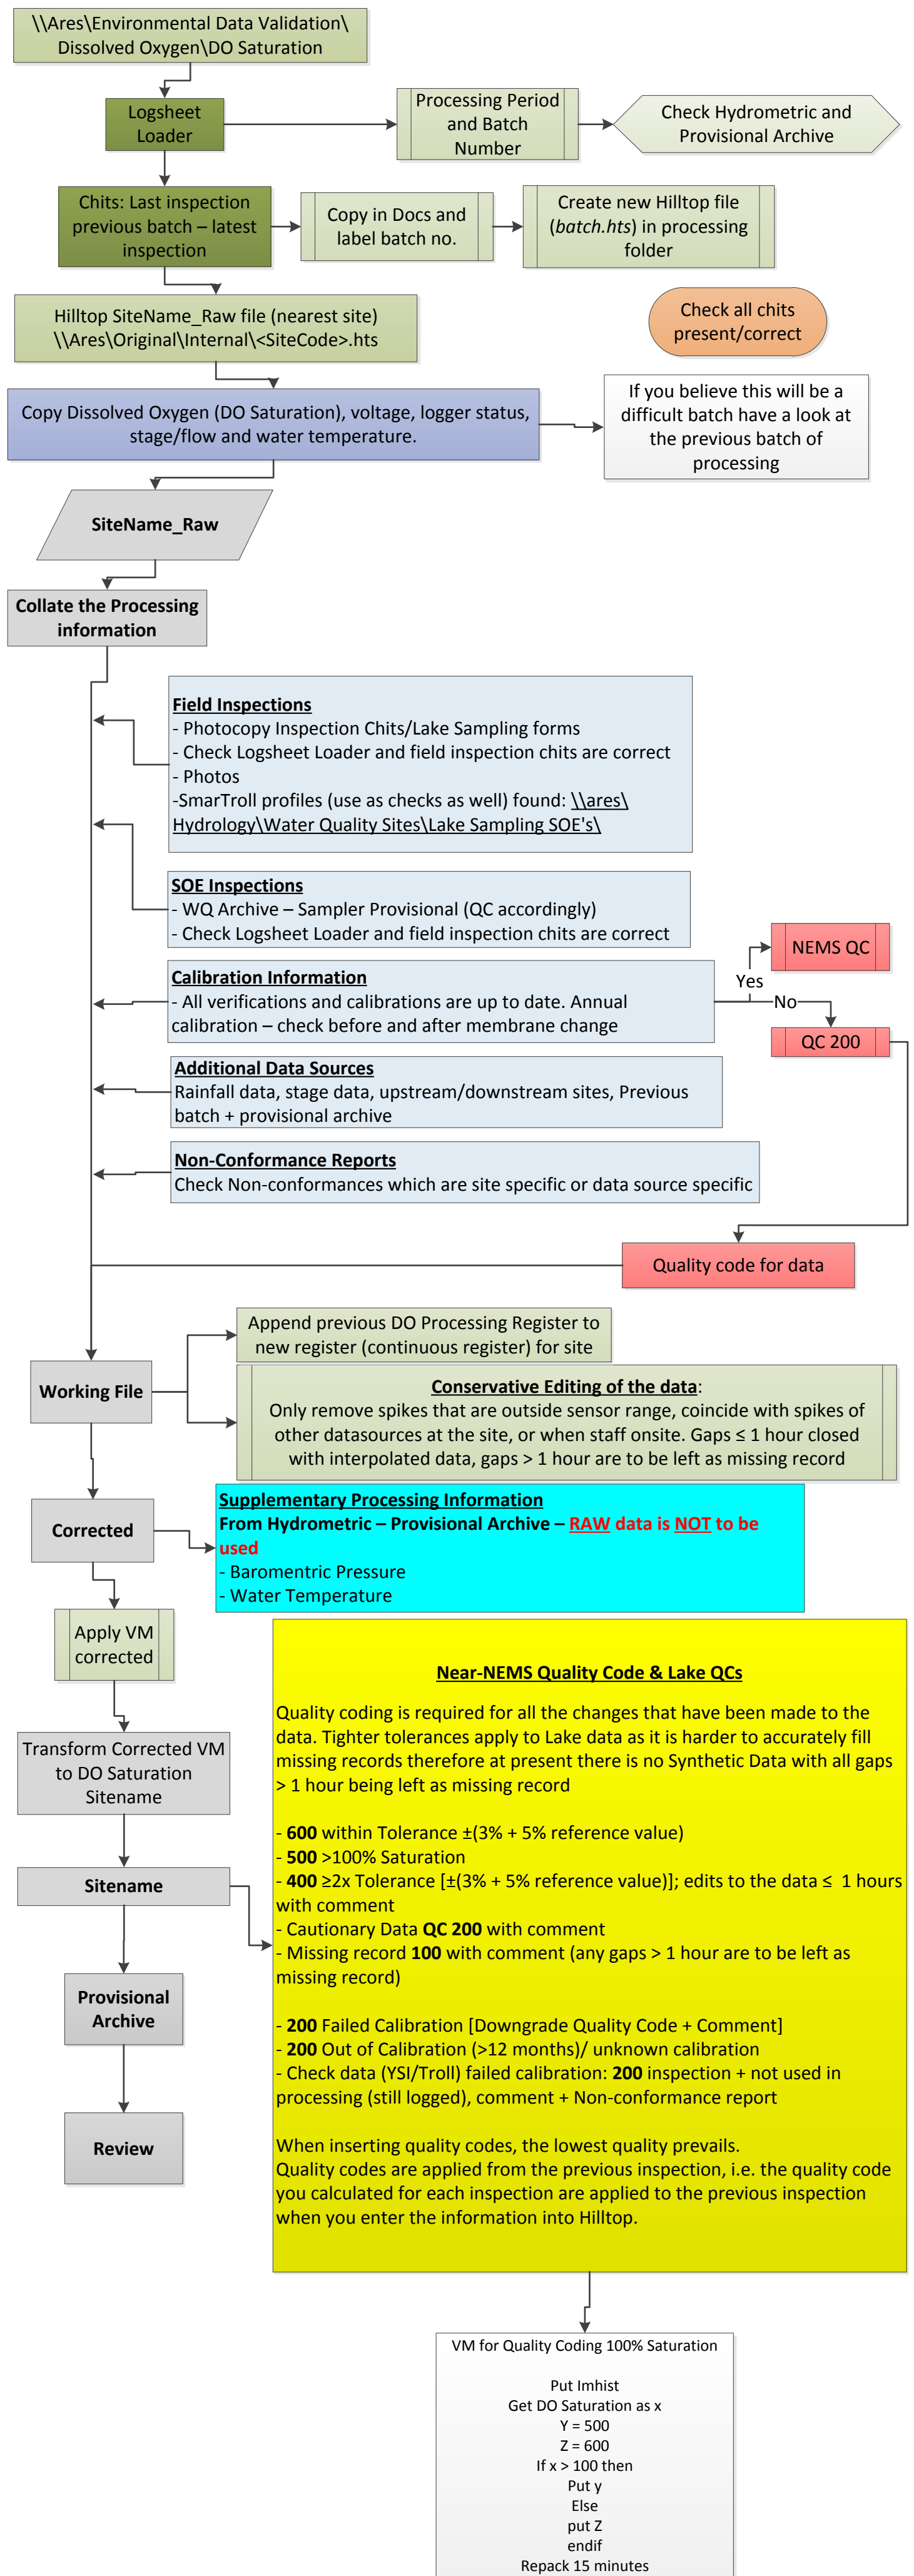 \\Ares\Environmental Data Validation\
Dissolved Oxygen\DO Saturation
Logsheet
Loader
Processing Period
and Batch
Number
Check Hydrometric and
Provisional Archive
Chits: Last inspection
previous batch – latest
inspection
Copy in Docs and
label batch no.
Create new Hilltop file
(batch.hts) in processing
folder
Hilltop SiteName_Raw file (nearest site)
\\Ares\Original\Internal\<SiteCode>.hts
Check all chits
present/correct
Copy Dissolved Oxygen (DO Saturation), voltage, logger status,
stage/flow and water temperature.
If you believe this will be a
difficult batch have a look at
the previous batch of
processing
SiteName_Raw
Collate the Processing
information
Field Inspections
- Photocopy Inspection Chits/Lake Sampling forms
- Check Logsheet Loader and field inspection chits are correct
- Photos
-SmarTroll profiles (use as checks as well) found: \\ares\
Hydrology\Water Quality Sites\Lake Sampling SOE's\
SOE Inspections
- WQ Archive – Sampler Provisional (QC accordingly)
- Check Logsheet Loader and field inspection chits are correct
Calibration Information
- All verifications and calibrations are up to date. Annual
calibration – check before and after membrane change
NEMS QC
Yes
No
QC 200
Additional Data Sources
Rainfall data, stage data, upstream/downstream sites, Previous
batch + provisional archive
Non-Conformance Reports
Check Non-conformances which are site specific or data source specific
Quality code for data
Working File
Append previous DO Processing Register to
new register (continuous register) for site
Conservative Editing of the data:
Only remove spikes that are outside sensor range, coincide with spikes of
other datasources at the site, or when staff onsite. Gaps ≤ 1 hour closed
with interpolated data, gaps > 1 hour are to be left as missing record
Corrected
Supplementary Processing Information
From Hydrometric – Provisional Archive – RAW data is NOT to be
used
- Baromentric Pressure
- Water Temperature
Apply VM
corrected
Transform Corrected VM
to DO Saturation
Sitename
Sitename
Provisional
Archive
Review
Near-NEMS Quality Code & Lake QCs
Quality coding is required for all the changes that have been made to the
data. Tighter tolerances apply to Lake data as it is harder to accurately fill
missing records therefore at present there is no Synthetic Data with all gaps
> 1 hour being left as missing record
- 600 within Tolerance ±(3% + 5% reference value)
- 500 >100% Saturation
- 400 ≥2x Tolerance [±(3% + 5% reference value)]; edits to the data ≤ 1 hours
with comment
- Cautionary Data QC 200 with comment
- Missing record 100 with comment (any gaps > 1 hour are to be left as
missing record)
- 200 Failed Calibration [Downgrade Quality Code + Comment]
- 200 Out of Calibration (>12 months)/ unknown calibration
- Check data (YSI/Troll) failed calibration: 200 inspection + not used in
processing (still logged), comment + Non-conformance report
When inserting quality codes, the lowest quality prevails.
Quality codes are applied from the previous inspection, i.e. the quality code
you calculated for each inspection are applied to the previous inspection
when you enter the information into Hilltop.
VM for Quality Coding 100% Saturation
Put Imhist
Get DO Saturation as x
Y = 500
Z = 600
If x > 100 then
Put y
Else
put Z
endif
Repack 15 minutes